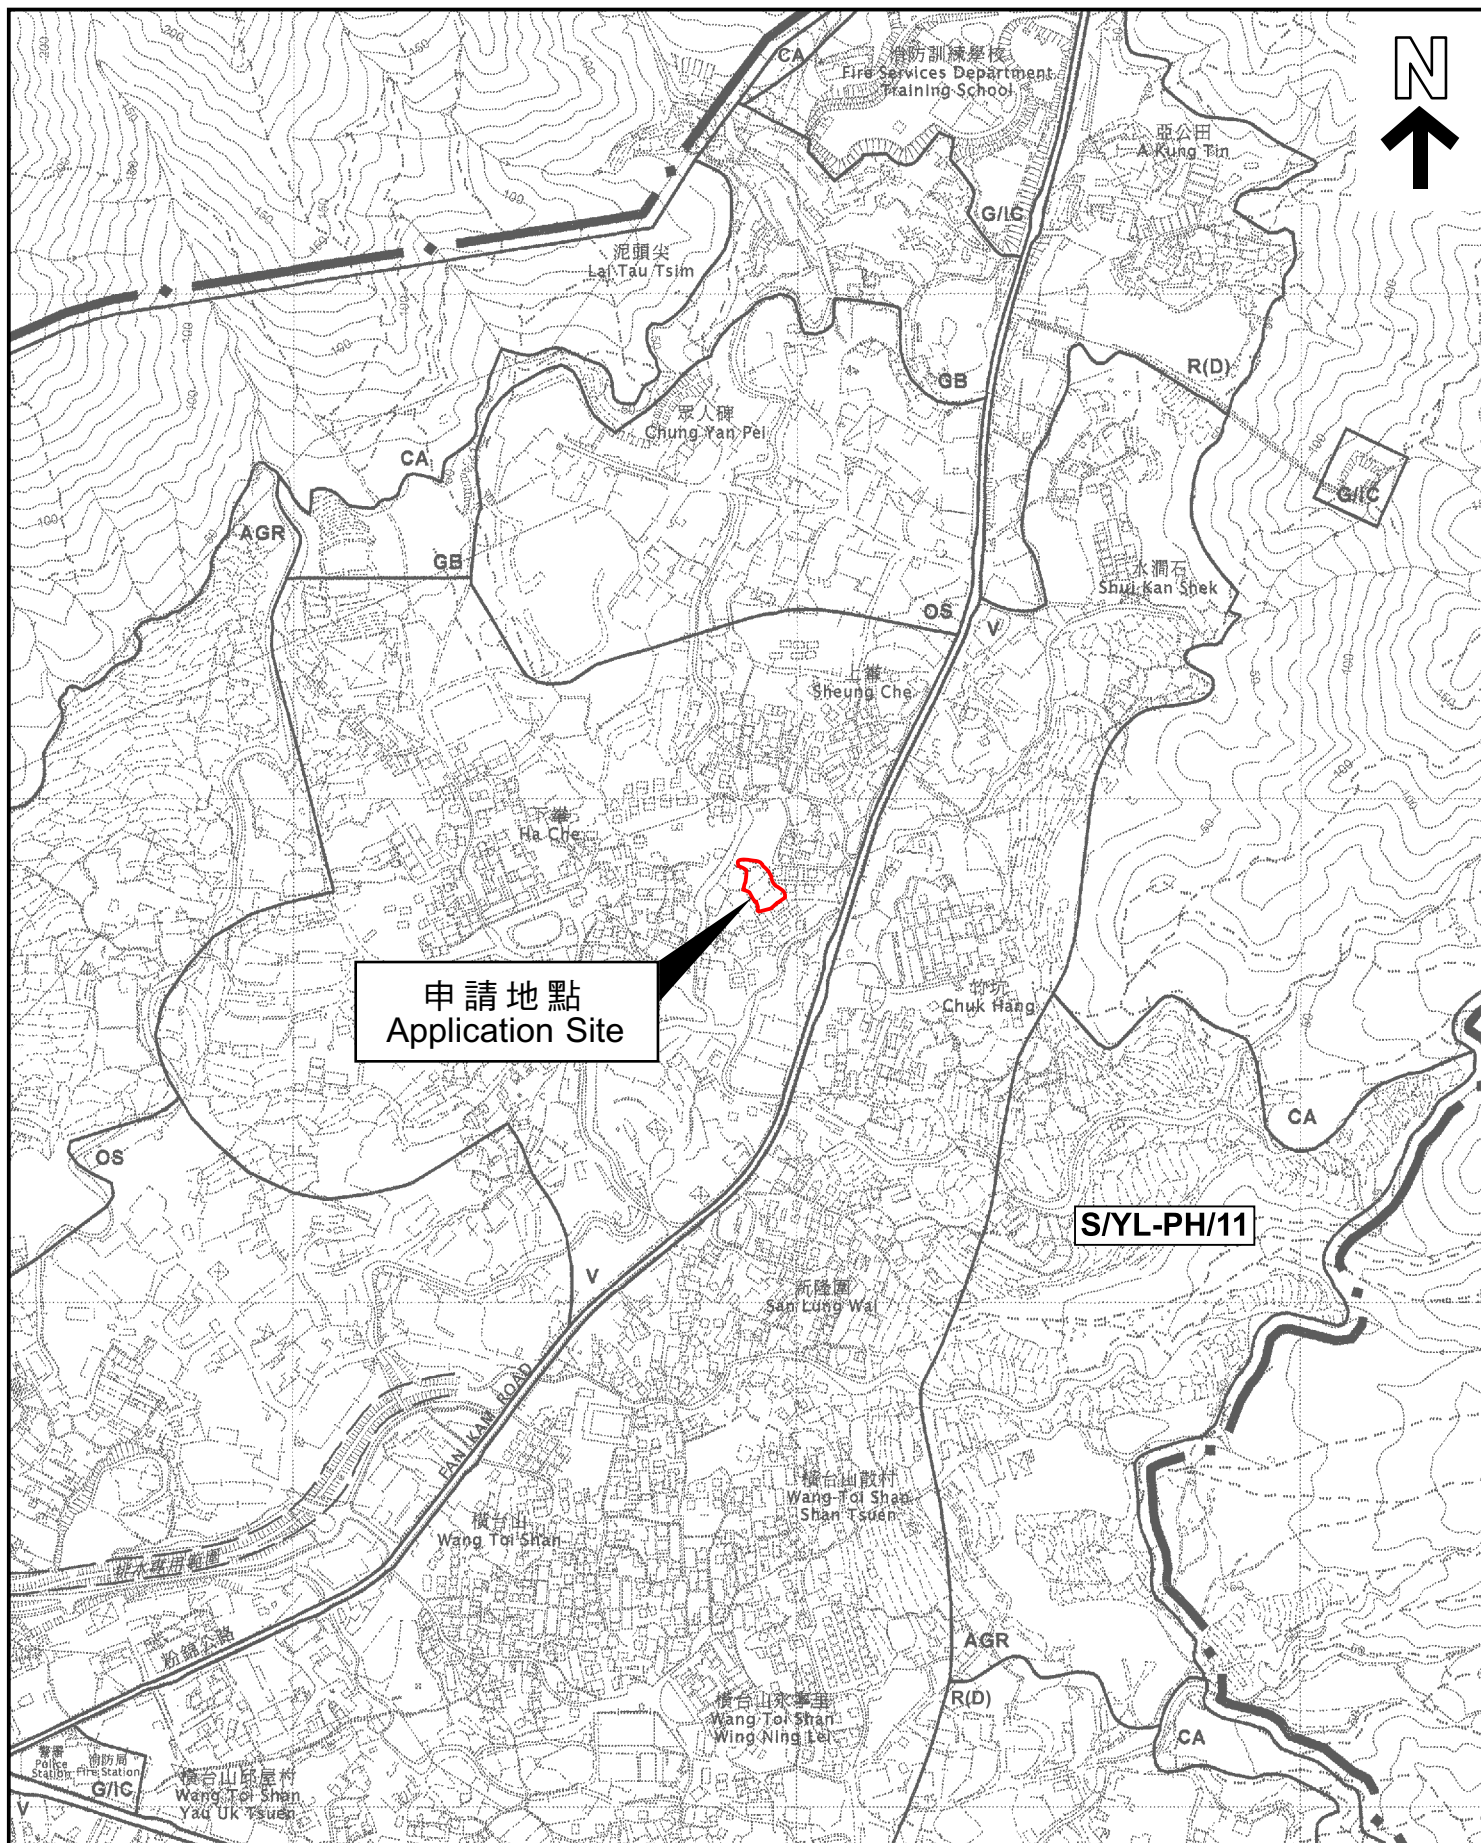 N
CA
消防訓練學校
Fire Services Department
Training School
亞公田
A Kung Tin
G/IC
泥頭尖
Lai Tau Tsim
GB
R(D)
眾人碑
Chung Yan Pei
CA
G/IC
AGR
GB
水澗石
Shui Kan Shek
OS
V
上輋
Sheung Che
下輋
Ha Che
申請地點
Application Site
竹坑
Chuk Hang
CA
OS
S/YL-PH/11
V
新隆圍
San Lung Wai
FAN KAM ROAD
橫台山散村
Wang Toi Shan
Shan Tsuen
橫台山
Wang Toi Shan
排水專用範圍
粉錦公路
AGR
R(D)
橫台山永寧里
Wang Toi Shan
Wing Ning Lei
CA
警署
Police
Station
消防局
Fire Station
G/IC
橫台山邱屋村
Wang Toi Shan
Yau Uk Tsuen
V